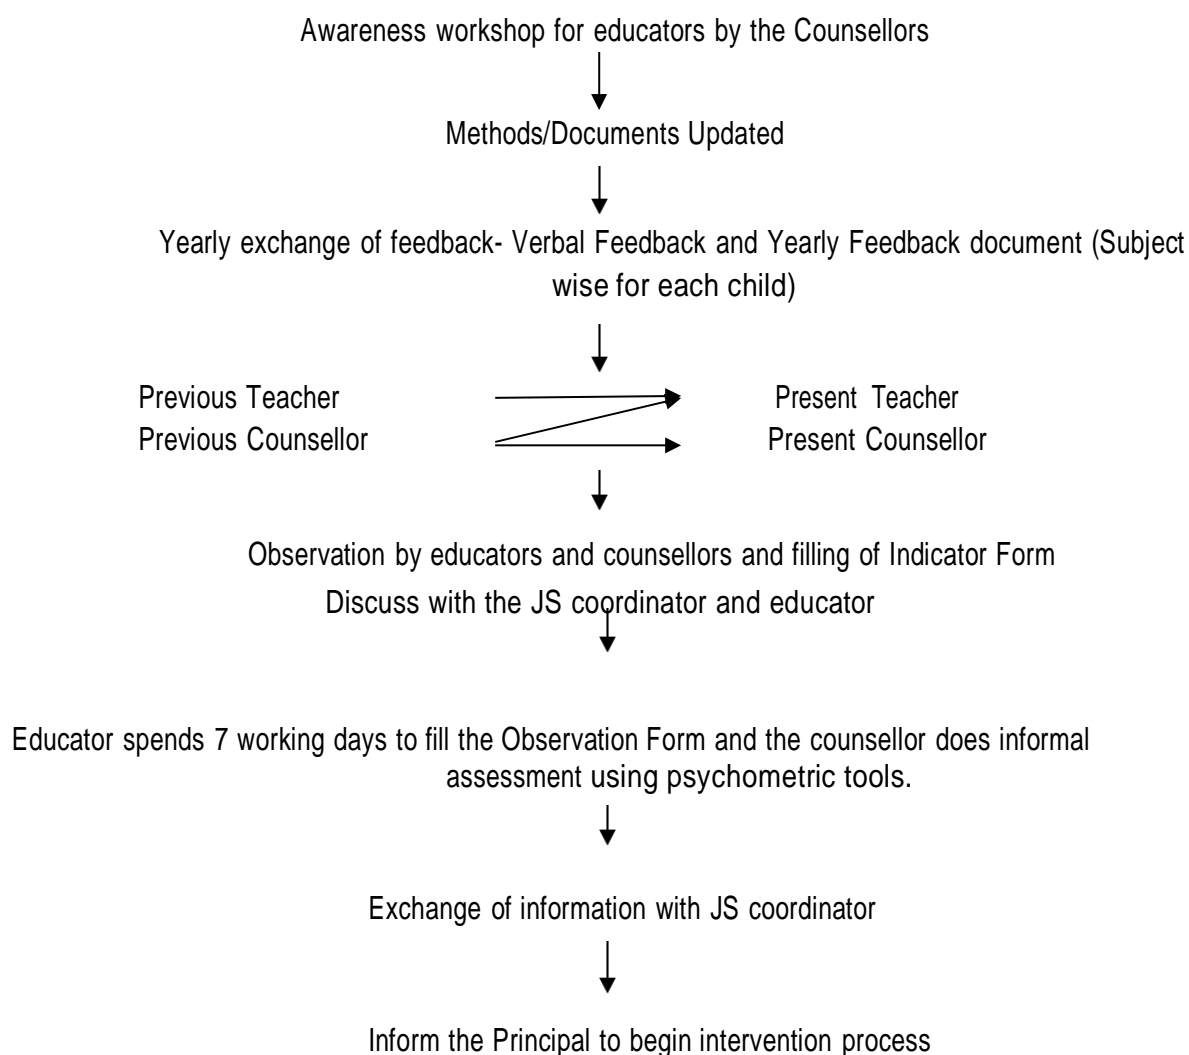 Awareness workshop for educators by the Counsellors
Methods/Documents Updated
Yearly exchange of feedback- Verbal Feedback and Yearly Feedback document (Subject
wise for each child)
Previous Teacher Present Teacher
Previous Counsellor Present Counsellor
Observation by educators and counsellors and filling of Indicator Form
Discuss with the JS coordinator and educator
Educator spends 7 working days to fill the Observation Form and the counsellor does informal
assessment using psychometric tools.
Exchange of information with JS coordinator
Inform the Principal to begin intervention process